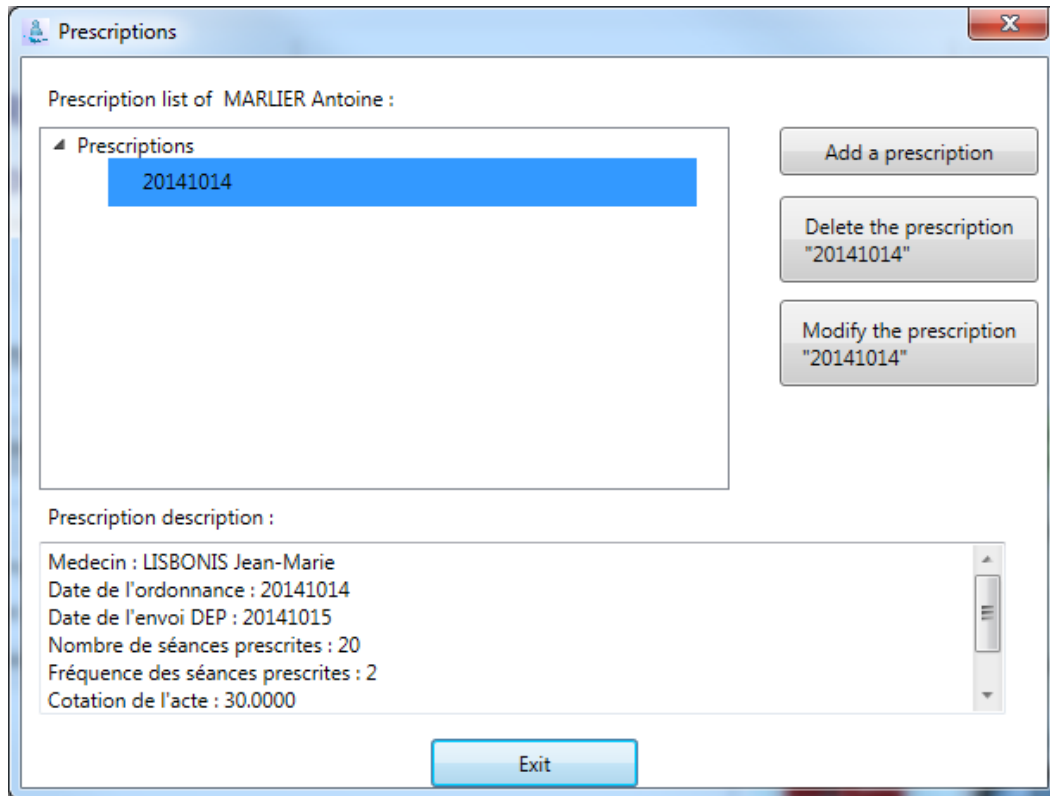 Prescriptions
Prescription list of MARLIER Antoine :
Prescriptions
20141014
Add a prescription
Delete the prescription
"20141014"
Modify the prescription
"20141014"
Prescription description :
Medecin : LISBONIS Jean-Marie
Date de l'ordonnance : 20141014
Date de l'envoi DEP : 20141015
Nombre de séances prescrites : 20
Fréquence des séances prescrites : 2
Cotation de l'acte : 30.0000
Exit